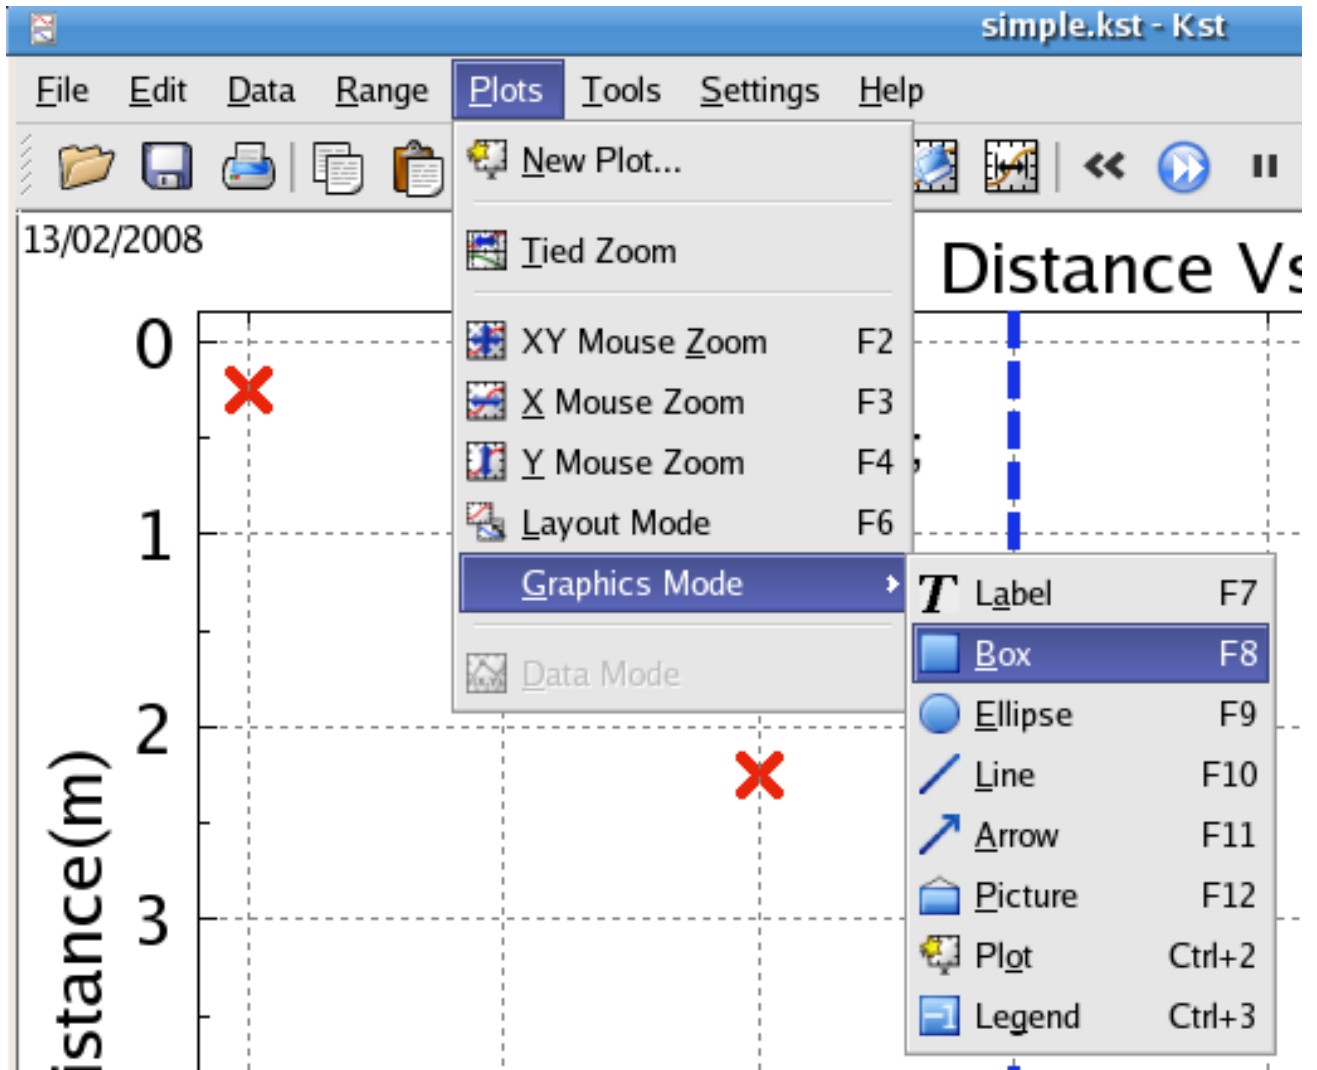 simple.kst - Kst
File Edit Data Range Plots Tools Settings Help
13/02/2008
Distance
New Plot...
Tied Zoom
XY Mouse Zoom F2
X Mouse Zoom F3
Y Mouse Zoom F4
Layout Mode F6
Graphics Mode
Data Mode
Label F7
Box F8
Ellipse F9
Line F10
Arrow F11
Picture F12
Plot Ctrl+2
Legend Ctrl+3
0
1
2
3
istance(m)